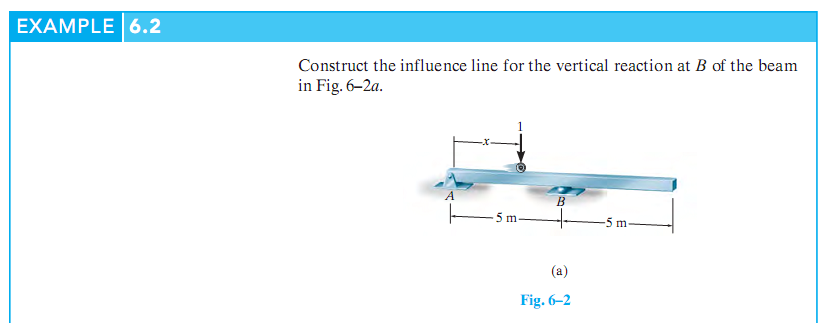 EXAMPLE 6.2
Construct the influence line for the vertical reaction at B of the beam
in Fig. 6–2a.
1
x
A
B
5 m
5 m
(a)
Fig. 6–2